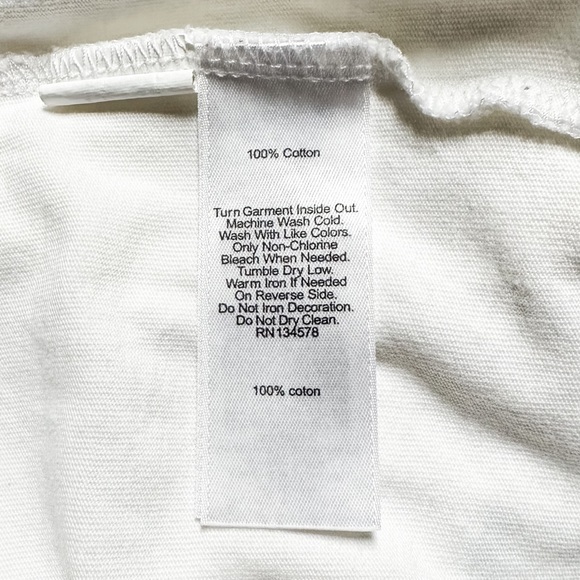 100% Cotton
Turn Garment Inside Out.
Machine Wash Cold.
Wash With Like Colors.
Only Non-Chlorine
Bleach When Needed.
Tumble Dry Low.
Warm Iron If Needed
On Reverse Side.
Do Not Iron Decoration.
Do Not Dry Clean.
RN134578
100% coton